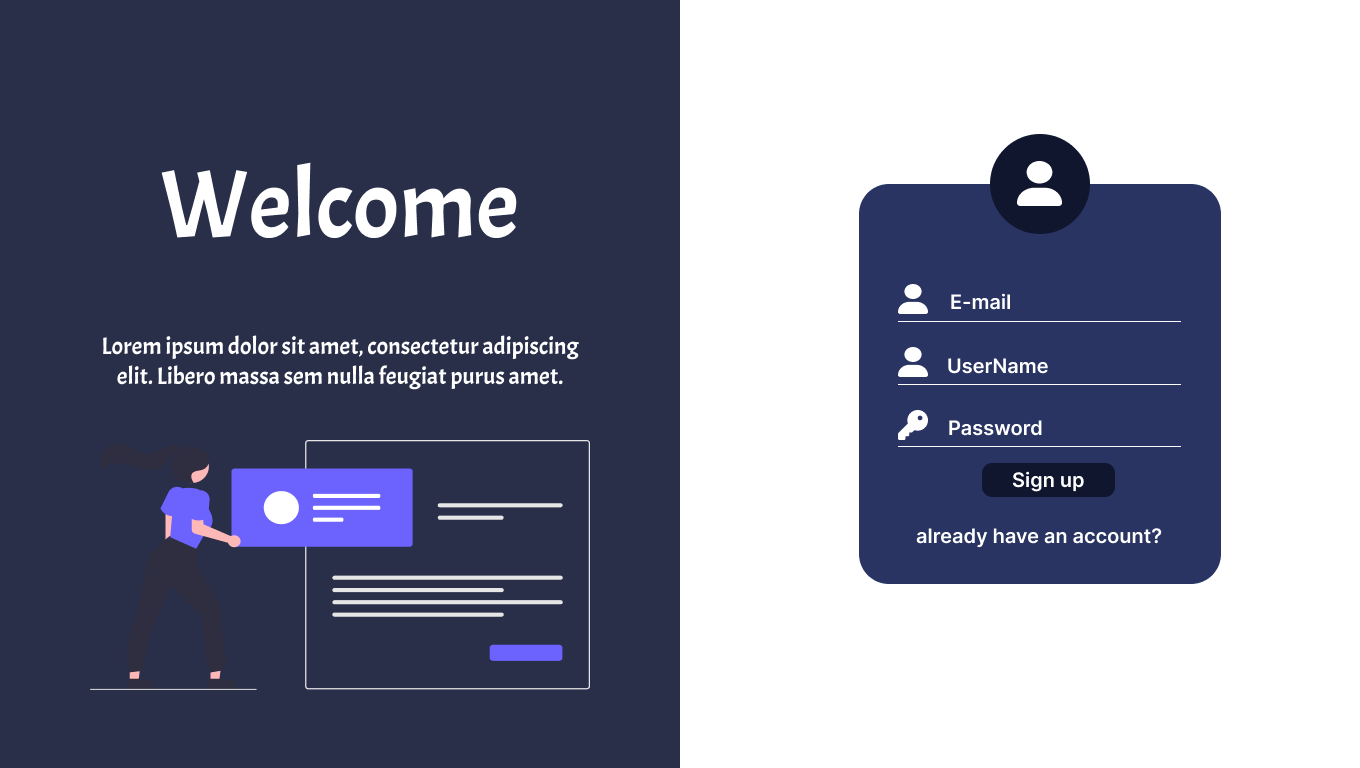 Welcome
Lorem ipsum dolor sit amet, consectetur adipiscing
elit. Libero massa sem nulla feugiat purus amet.
E-mail
UserName
Password
Sign up
already have an account?